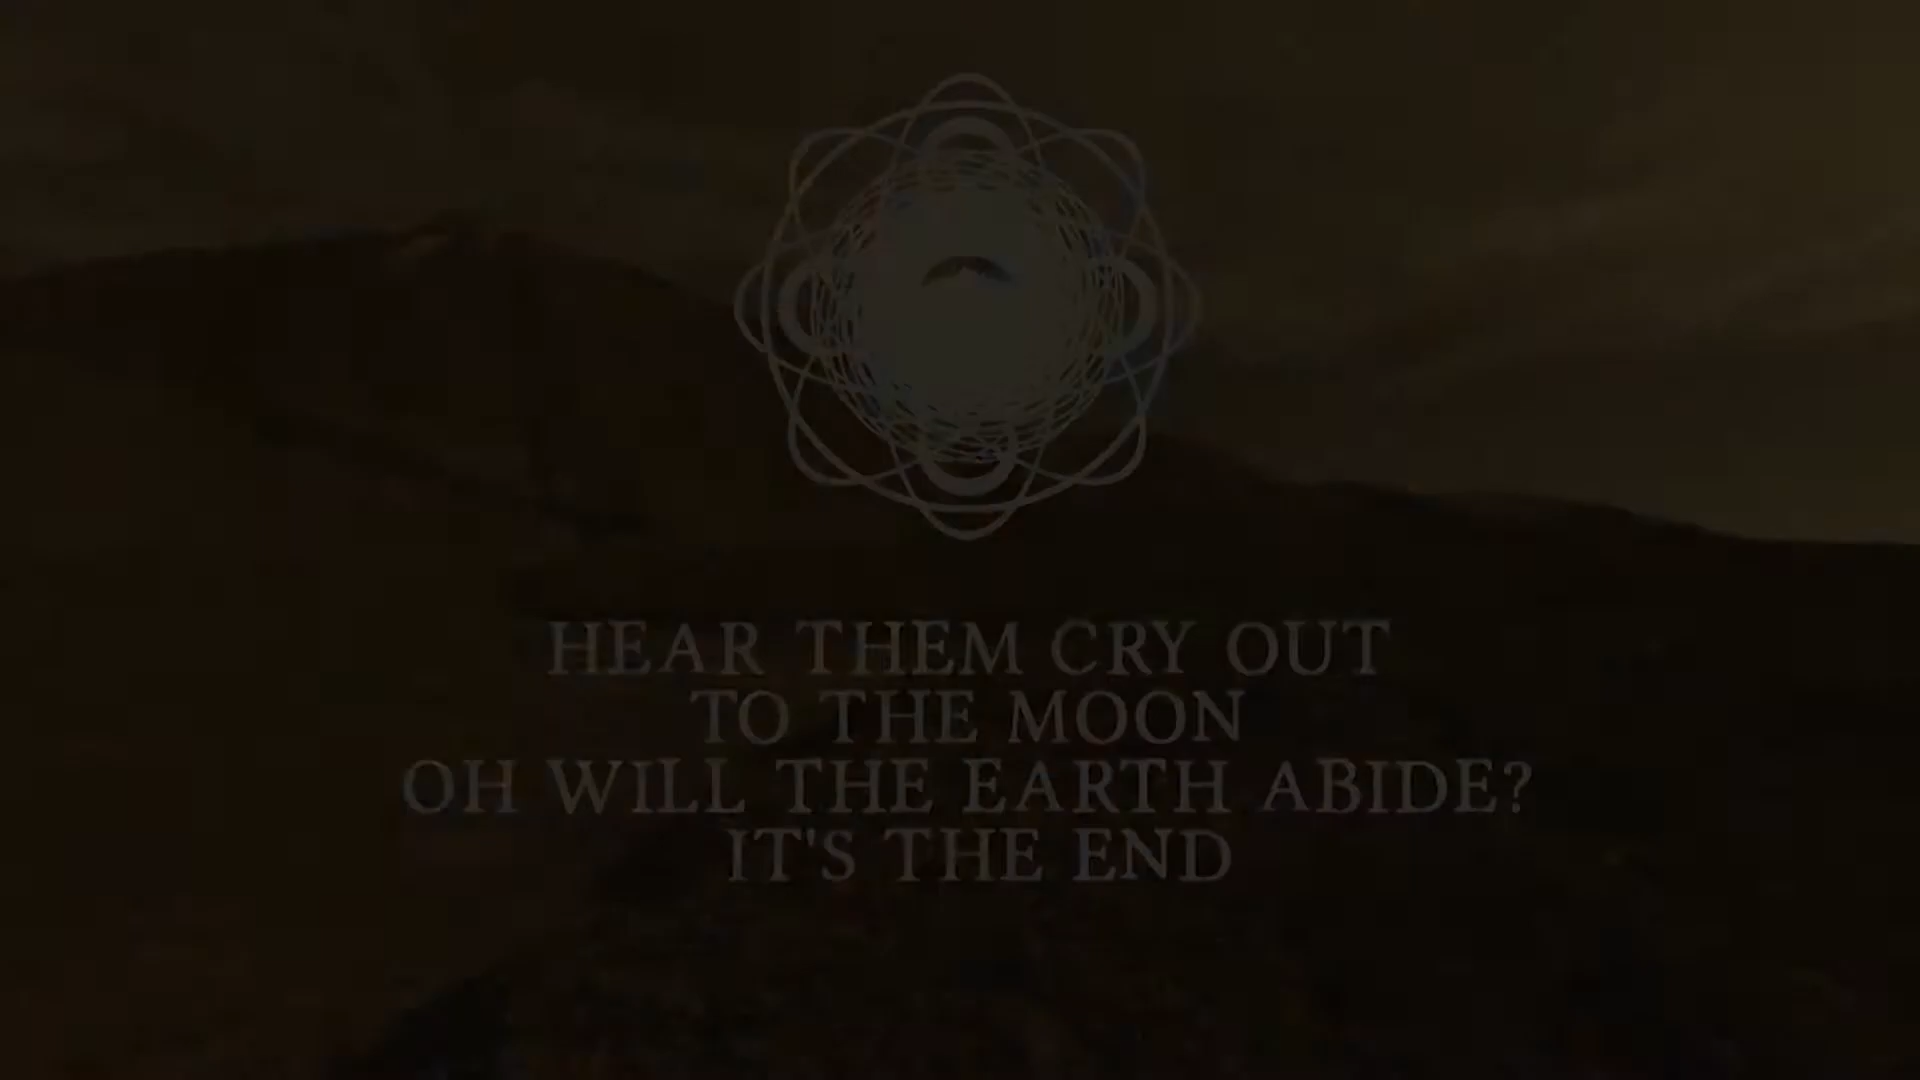 HEAR THEM CRY OUT
TO THE MOON
OH WILL THE EARTH ABIDE?
IT'S THE END